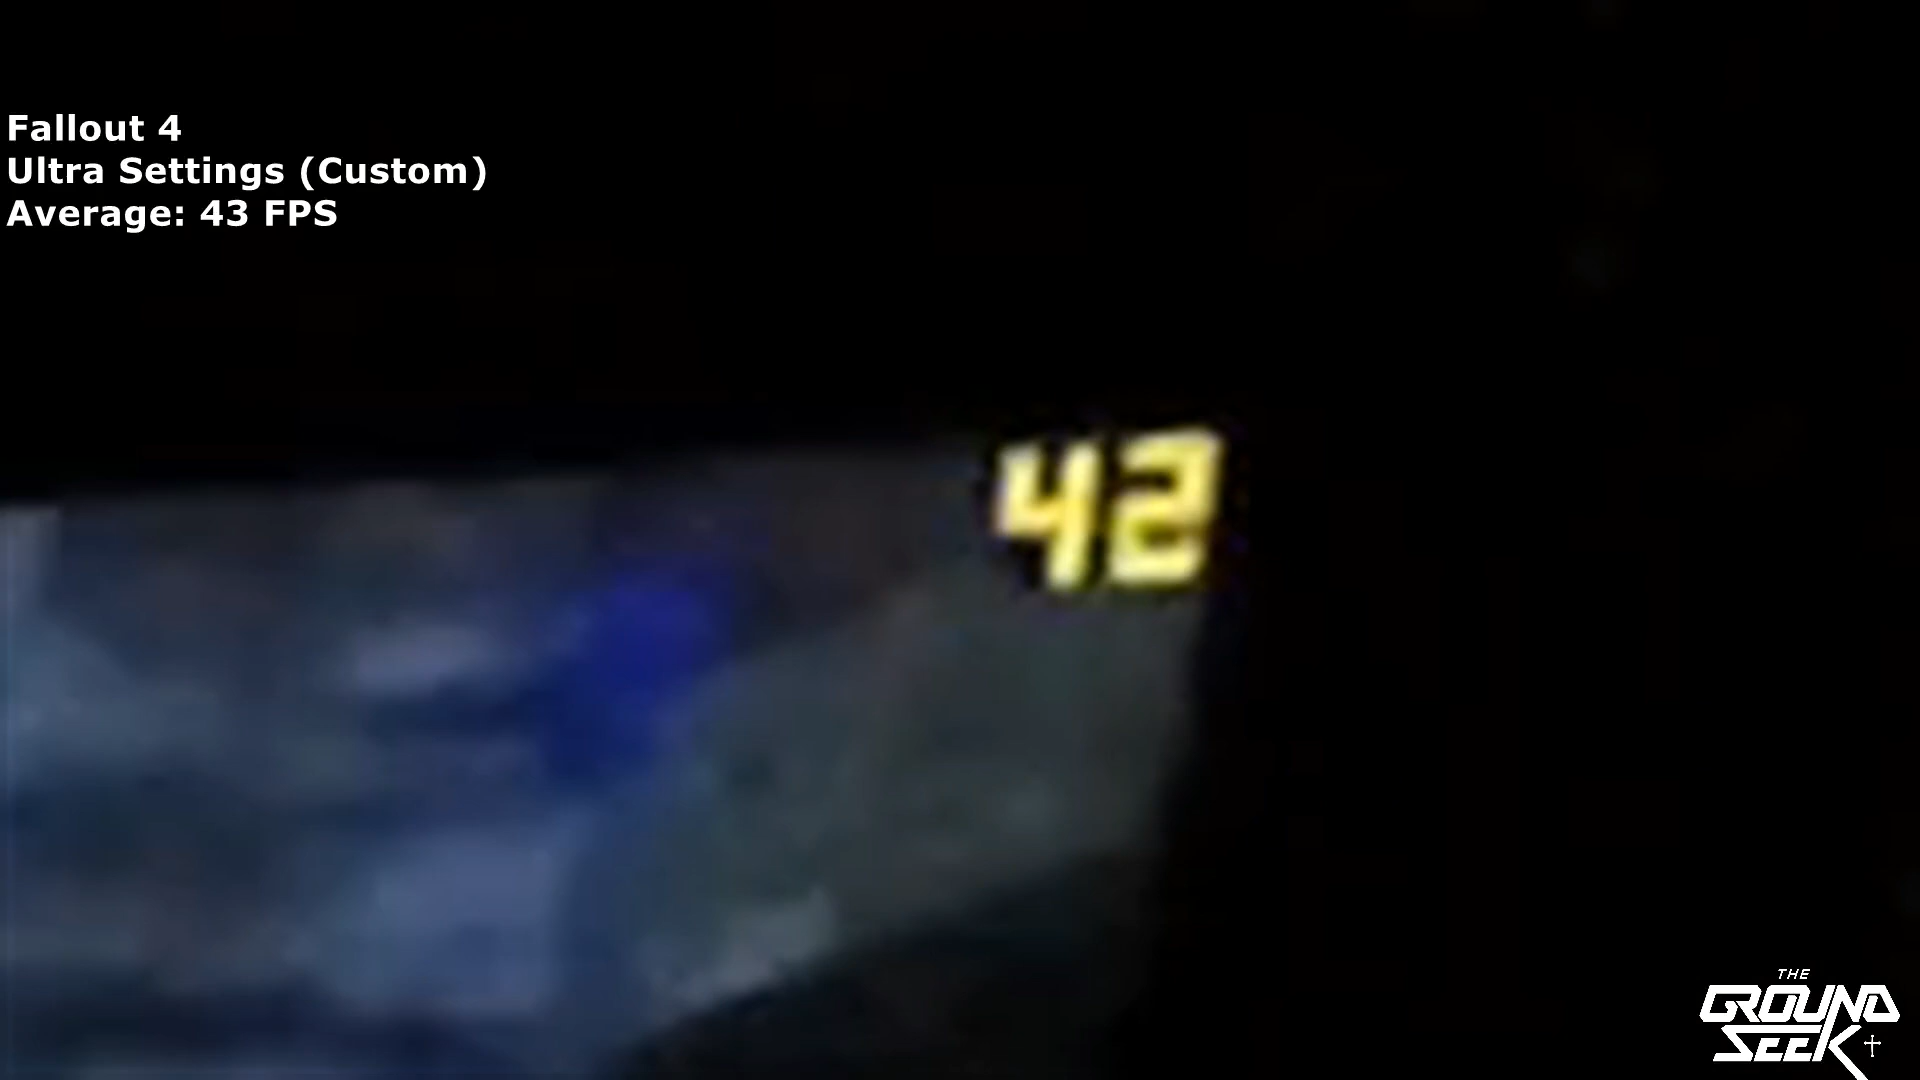 Fallout 4
Ultra Settings (Custom)
Average: 43 FPS
42
THE
GROUND
SEEK